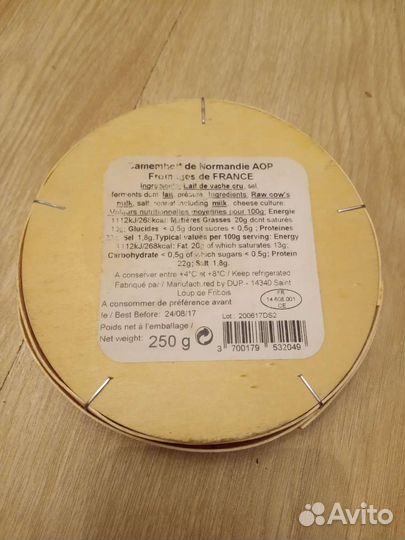 Camembert de Normandie AOP
Fromages de FRANCE
Ingrédients: Lait de vache cru, sel,
ferments dont lait, présure. Ingredients: Raw cow's
milk, salt, rennet including milk, cheese culture.
Valeurs nutritionnelles moyennes pour 100g: Energie
1112kJ/268kcal; Matières Grasses 20g dont saturés
13g; Glucides < 0,5g dont sucres < 0,5g ; Protéines
22g; Sel 1,8g. Typical values per 100g serving: Energy
1112kJ/268kcal; Fat 20g of which saturates 13g;
Carbohydrate < 0,5g of which sugars < 0,5g; Protein
22g; Salt 1,8g.
A conserver entre +4°C et +8°C / Keep refrigerated
Fabriqué par / Manufactured by DUP - 14340 Saint
Loup de Fribois
FR
14.608.001
CE
A consommer de préférence avant
le / Best Before: 24/08/17
Lot : 200617DS2
Poids net à l'emballage /
Net weight: 250 g
3 700179 532049
Avito